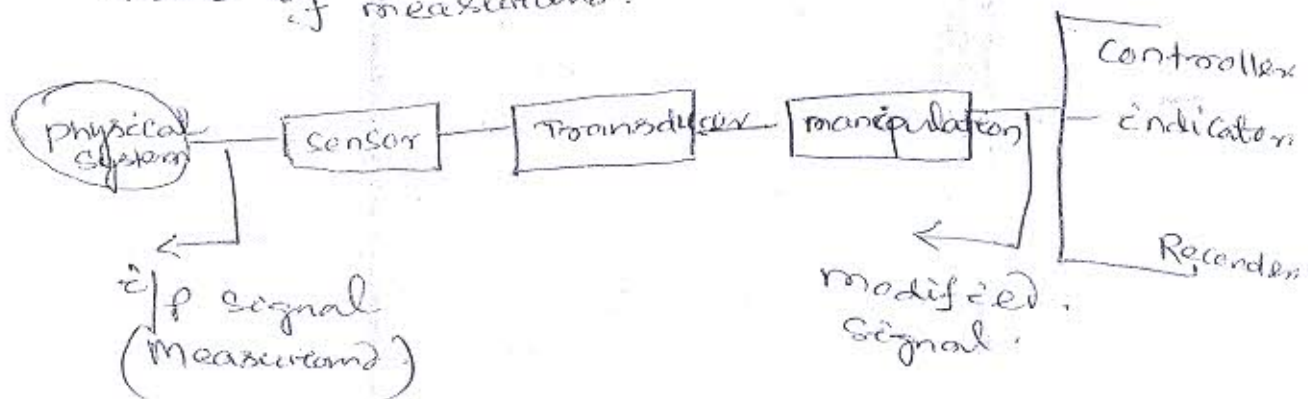 of measurand.
Physical
System
Sensor
Transducer
manipulation
Controller
indicator
Recorder
i/p signal
(Measurand)
modified.
signal.